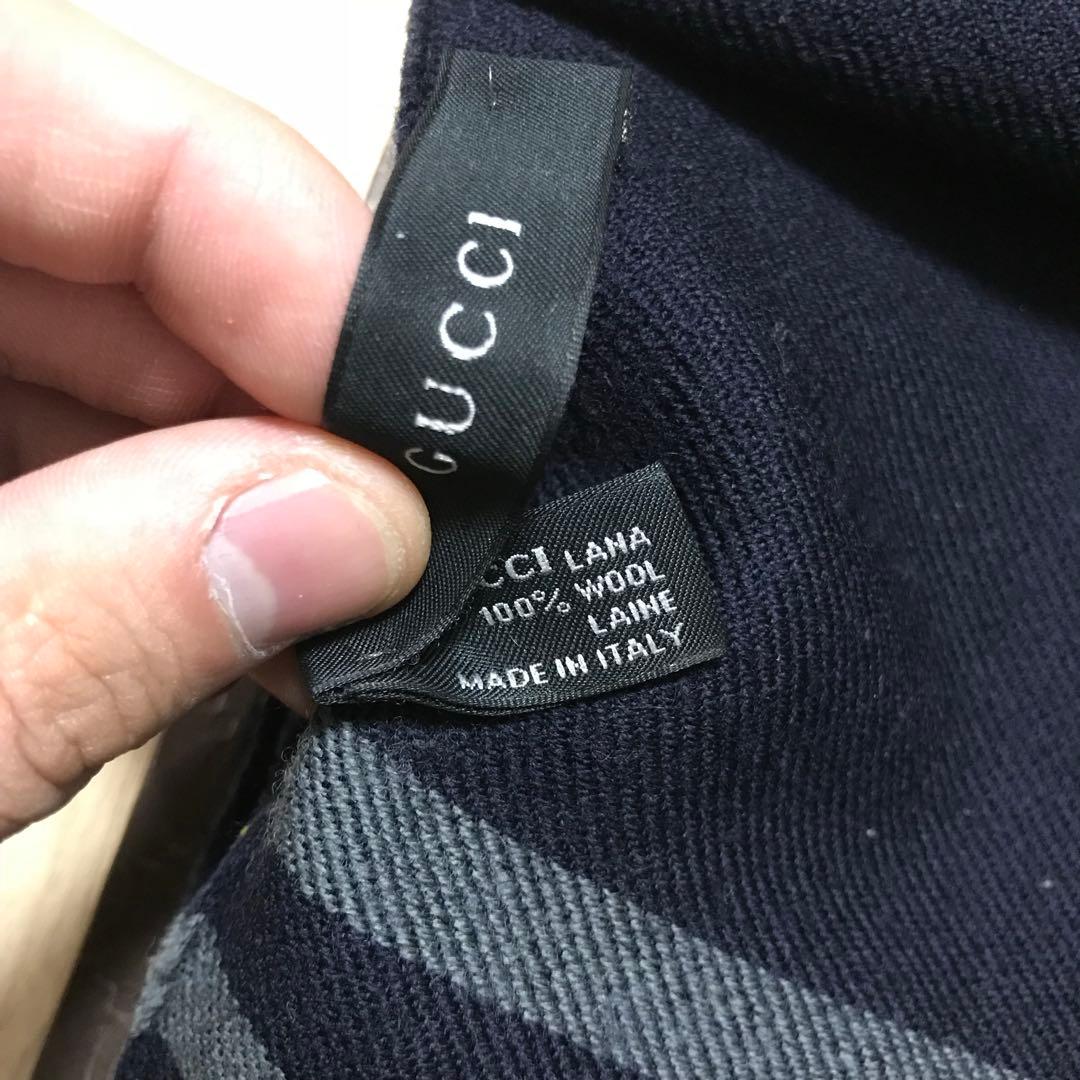 GUCCI
CCI LANA
100% WOOL
LAINE
MADE IN ITALY